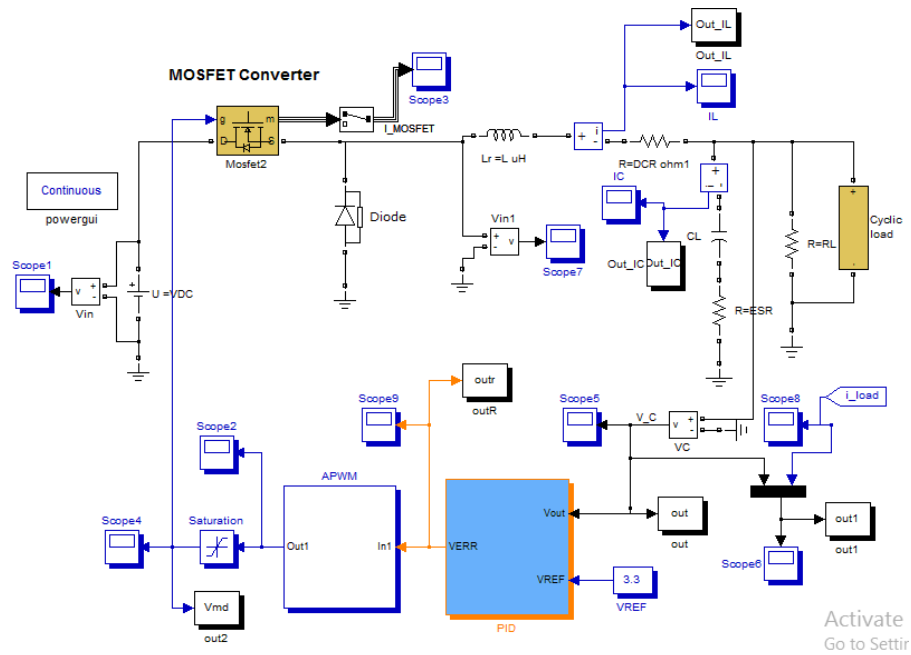 Out_IL
Out_IL
MOSFET Converter
Scope3
IL
g
m
D
S
Mosfet2
I_MOSFET
+
i
-
Lr =L uH
R=DCR ohm1
Continuous
powergui
Diode
Vin1
+
-
v
Scope7
IC
+
i
-
CL
Out_IC
Out_IC
R=RL
+
-
Cyclic
load
Scope1
v
+
-
Vin
+
U =VDC
R=ESR
outr
outR
Scope9
Scope5
V_C
v
+
-
VC
Scope8
i_load
Scope2
APWM
Scope4
Saturation
Out1
In1
VERR
Vout
VREF
PID
out
out
out1
out1
Scope6
3.3
VREF
Vmd
out2
Activate
Go to Settir